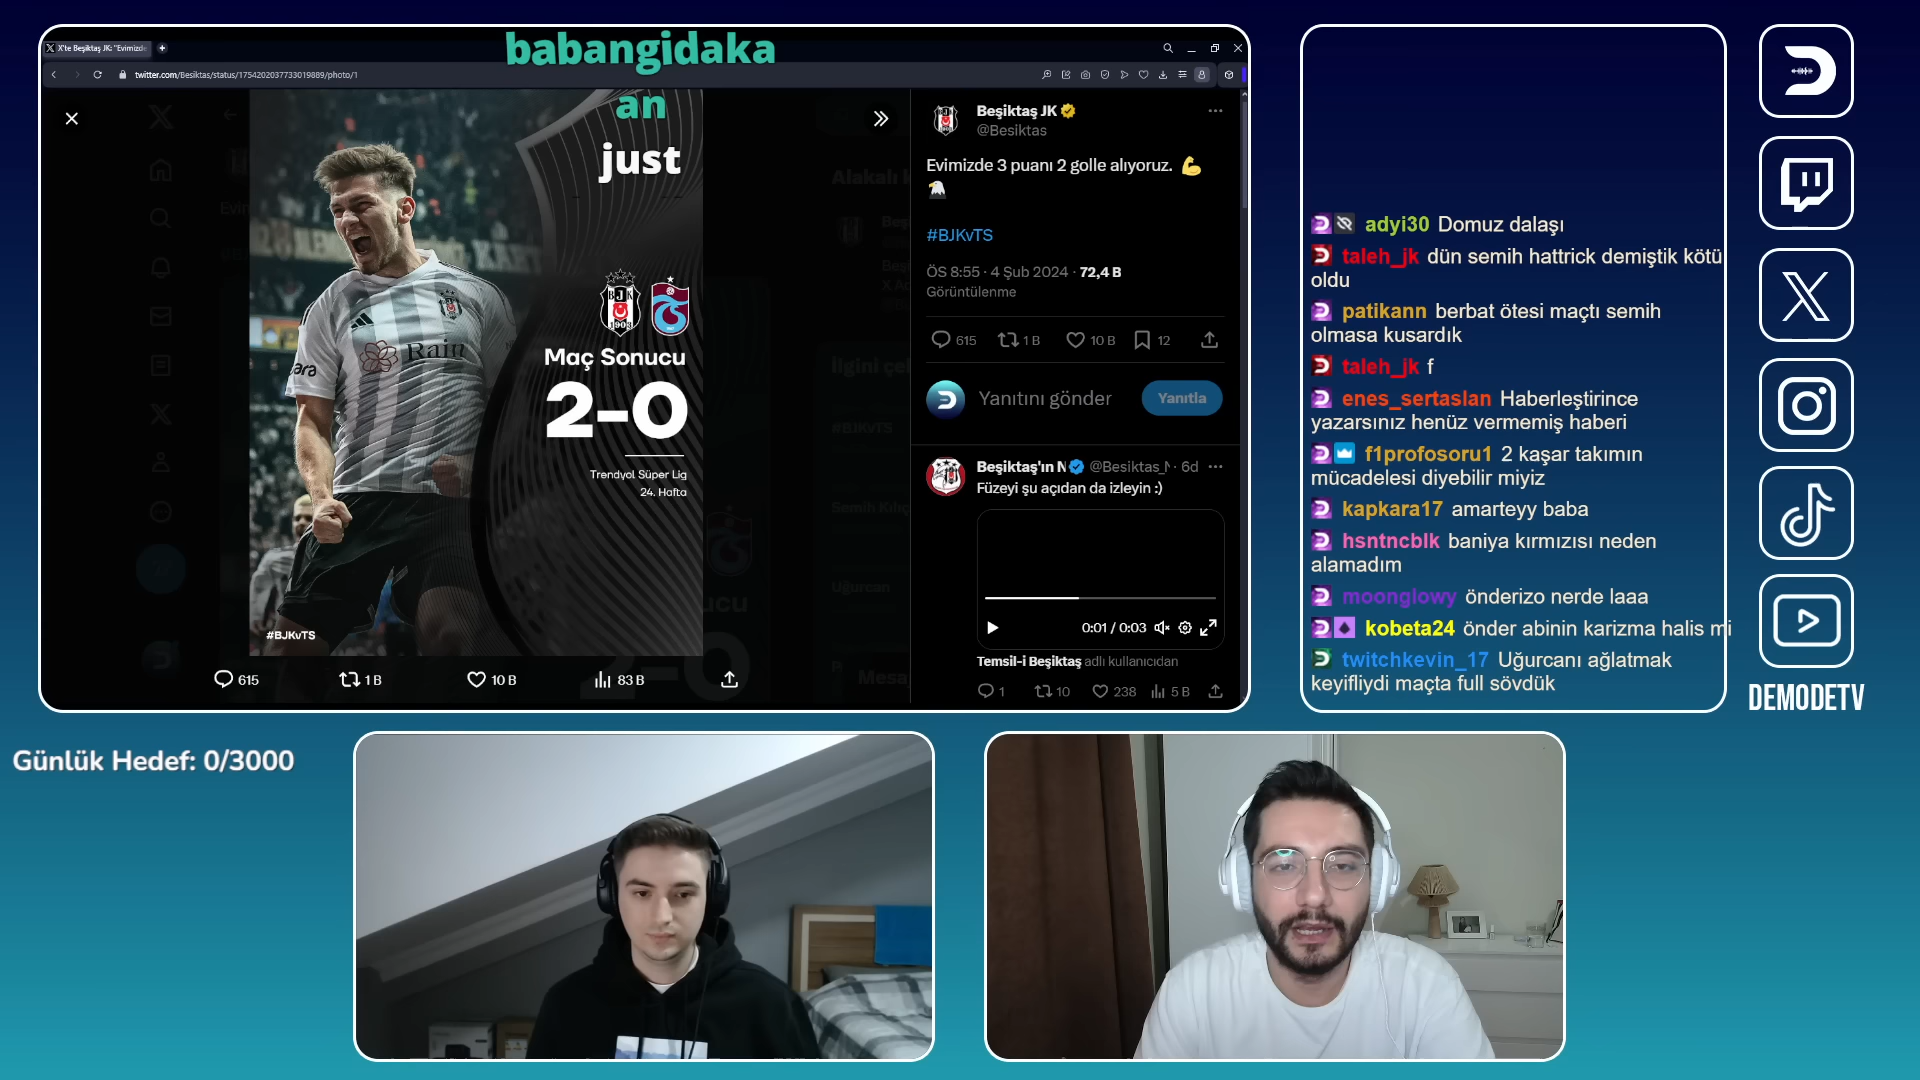 X'te Beşiktaş JK: "Evimizde
twitter.com/Besiktas/status/1754202037733019889/photo/1
babangidaka
an
just
Rain
Maç Sonucu
2-0
Trendyol Süper Lig
24. Hafta
#BJKvTS
615
1 B
10 B
83 B
Beşiktaş JK
@Besiktas
Evimizde 3 puanı 2 golle alıyoruz.
#BJKvTS
ÖS 8:55 · 4 Şub 2024 · 72,4 B
Görüntülenme
615
1 B
10 B
12
Yanıtını gönder
Yanıtla
Beşiktaş'ın N @Besiktas_ · 6d
Füzeyi şu açıdan da izleyin :)
0:01 / 0:03
Temsil-i Beşiktaş adlı kullanıcıdan
1
10
238
5 B
adyi30 Domuz dalaşı
taleh_jk dün semih hattrick demiştik kötü
oldu
patikann berbat ötesi maçtı semih
olmasa kusardık
taleh_jk f
enes_sertaslan Haberleştirince
yazarsınız henüz vermemiş haberi
f1profosoru1 2 kaşar takımın
mücadelesi diyebilir miyiz
kapkara17 amarteyy baba
hsntncblk baniya kırmızısı neden
alamadım
moonglowy önderizo nerde laaa
kobeta24 önder abinin karizma halis mi
twitchkevin_17 Uğurcanı ağlatmak
keyifliydi maçta full sövdük
DEMODETV
Günlük Hedef: 0/3000